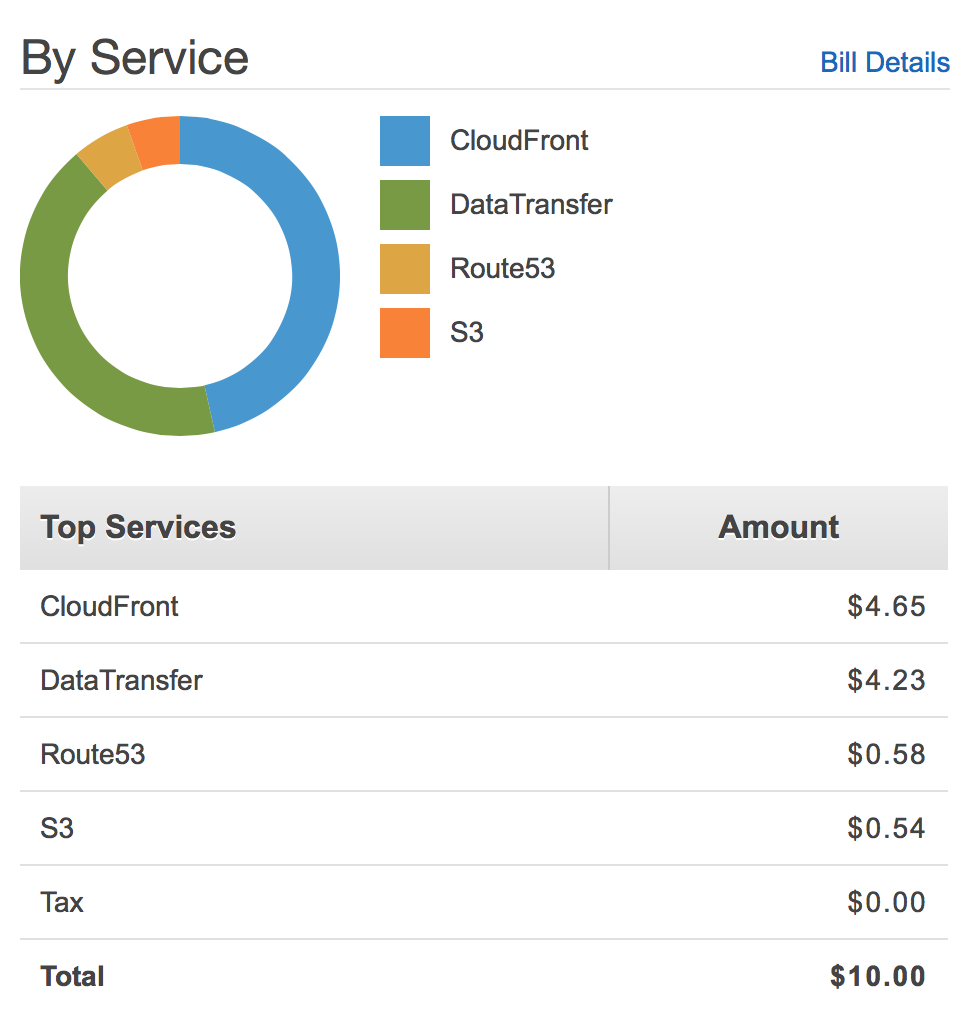 By Service
Bill Details
CloudFront
DataTransfer
Route53
S3
Top Services Amount
CloudFront $4.65
DataTransfer $4.23
Route53 $0.58
S3 $0.54
Tax $0.00
Total $10.00